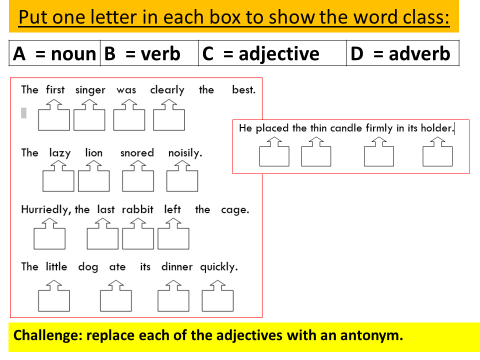 Put one letter in each box to show the word class:
A = noun B = verb C = adjective D = adverb
The first singer was clearly the best.
He placed the thin candle firmly in its holder.
The lazy lion snored noisily.
Hurriedly, the last rabbit left the cage.
The little dog ate its dinner quickly.
Challenge: replace each of the adjectives with an antonym.